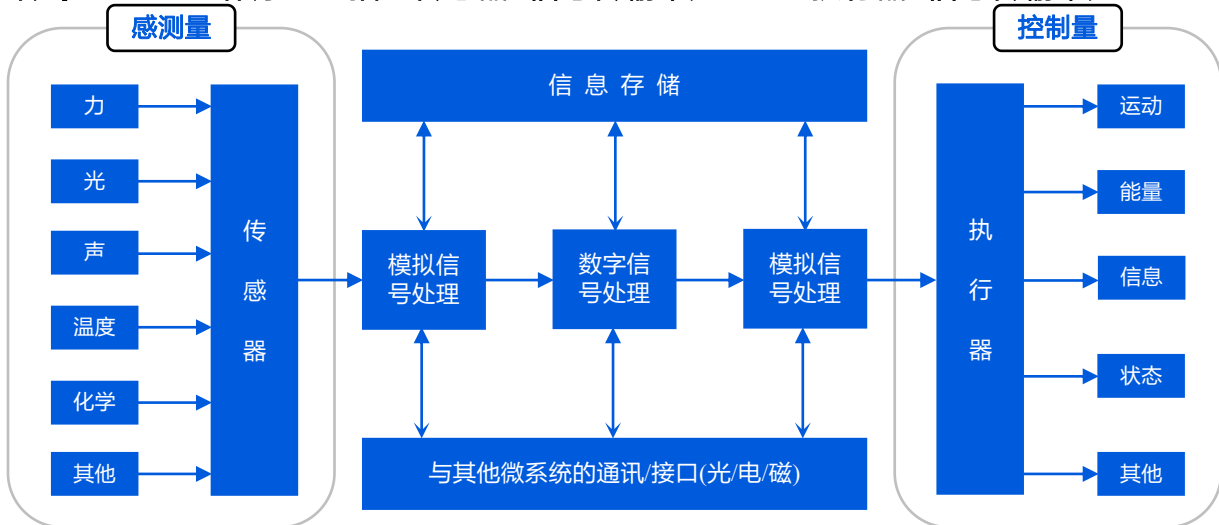 感测量
控制量
力
光
声
温度
化学
其他
传
感
器
信息存储
模拟信
号处理
数字信
号处理
模拟信
号处理
与其他微系统的通讯/接口(光/电/磁)
执
行
器
运动
能量
信息
状态
其他